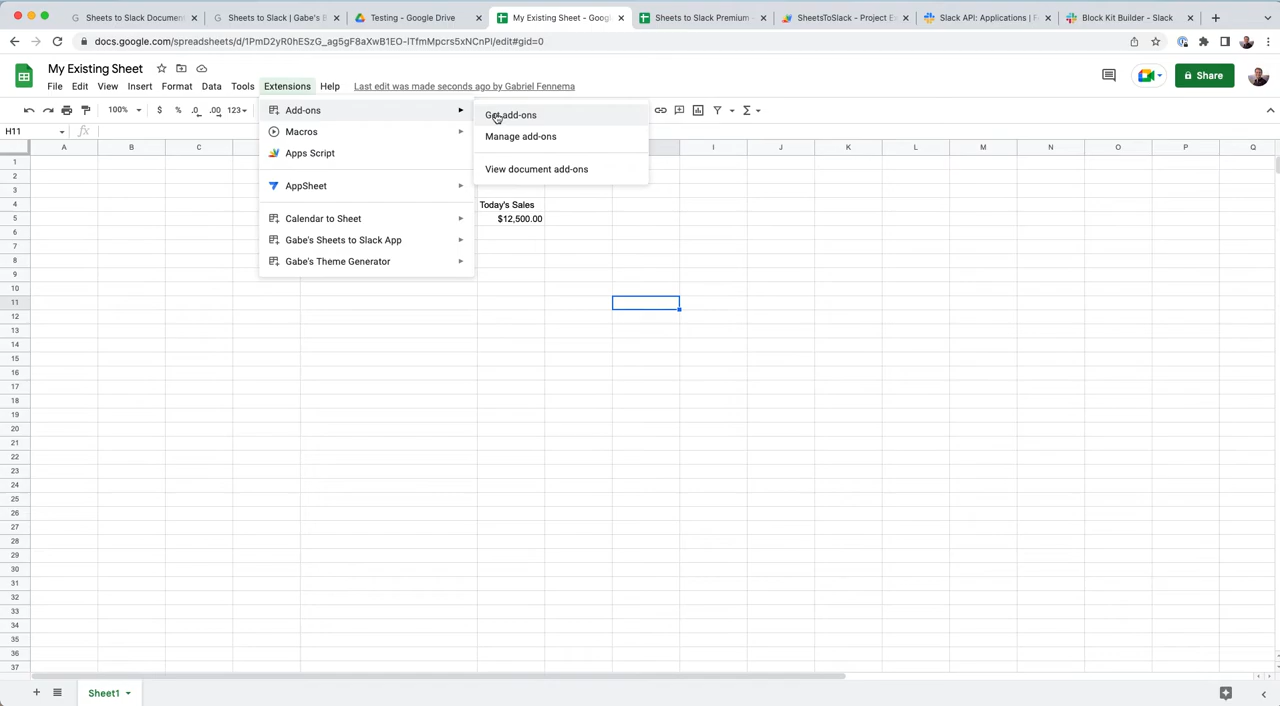 Sheets to Slack Document
Sheets to Slack | Gabe's B
Testing - Google Drive
My Existing Sheet - Goog
Sheets to Slack Premium -
SheetsToSlack - Project E
Slack API: Applications | F
Block Kit Builder - Slack
docs.google.com/spreadsheets/d/1PmD2yR0hESzG_ag5gF8aXwB1EO-lTfmMpcrs5xNCnPI/edit#gid=0
My Existing Sheet
File Edit View Insert Format Data Tools Extensions Help Last edit was made seconds ago by Gabriel Fennema
Share
100% $ % .0 .00 123
Add-ons
Get add-ons
H11 fx
Macros
Manage add-ons
A B C I J K L M N O P Q
Apps Script
View document add-ons
AppSheet
Today's Sales
$12,500.00
Calendar to Sheet
Gabe's Sheets to Slack App
Gabe's Theme Generator
1
2
3
4
5
6
7
8
9
10
11
12
13
14
15
16
17
18
19
20
21
22
23
24
25
26
27
28
29
30
31
32
33
34
35
36
37
Sheet1